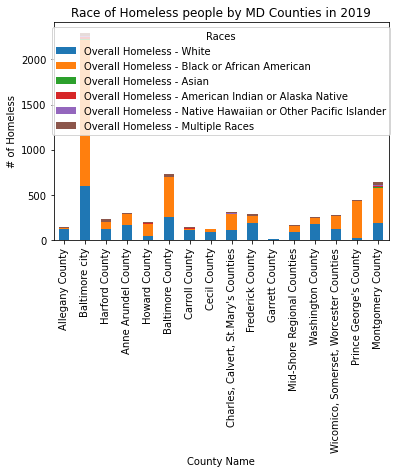 Race of Homeless people by MD Counties in 2019
Races
Overall Homeless - White
Overall Homeless - Black or African American
Overall Homeless - Asian
Overall Homeless - American Indian or Alaska Native
Overall Homeless - Native Hawaiian or Other Pacific Islander
Overall Homeless - Multiple Races
# of Homeless
2000
1500
1000
500
0
Allegany County
Baltimore city
Harford County
Anne Arundel County
Howard County
Baltimore County
Carroll County
Cecil County
Charles, Calvert, St.Mary's Counties
Frederick County
Garrett County
Mid-Shore Regional Counties
Washington County
Wicomico, Somerset, Worcester Counties
Prince George's County
Montgomery County
County Name